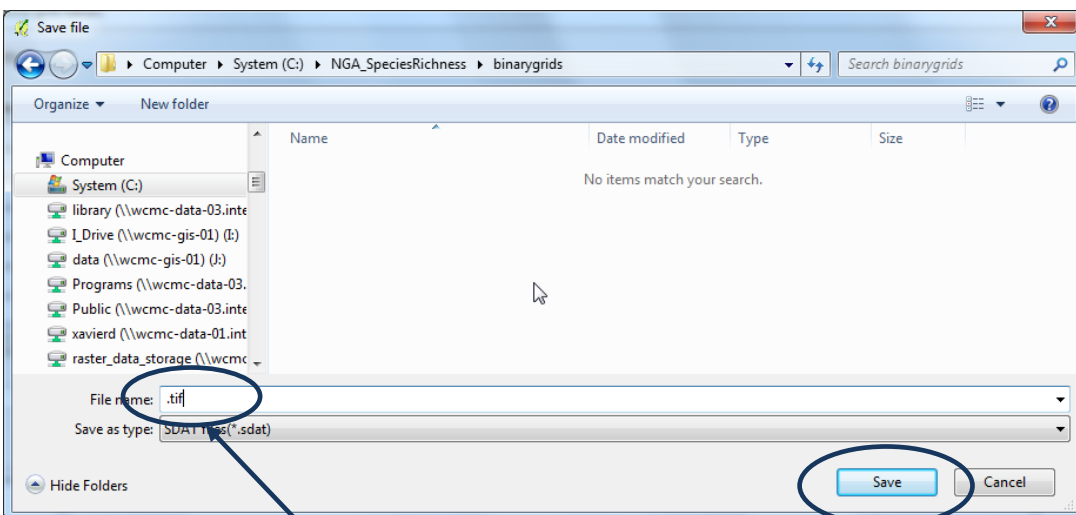 Save file
Computer System (C:) NGA_SpeciesRichness binarygrids Search binarygrids
Organize New folder
Name Date modified Type Size
No items match your search.
Computer
System (C:)
library (\\wcmc-data-03.inte
I_Drive (\\wcmc-gis-01) (I:)
data (\\wcmc-gis-01) (J:)
Programs (\\wcmc-data-03.
Public (\\wcmc-data-03.inte
xavierd (\\wcmc-data-01.int
raster_data_storage (\\wcmc
File name: .tif
Save as type: SDAT files(*.sdat)
Hide Folders Save Cancel